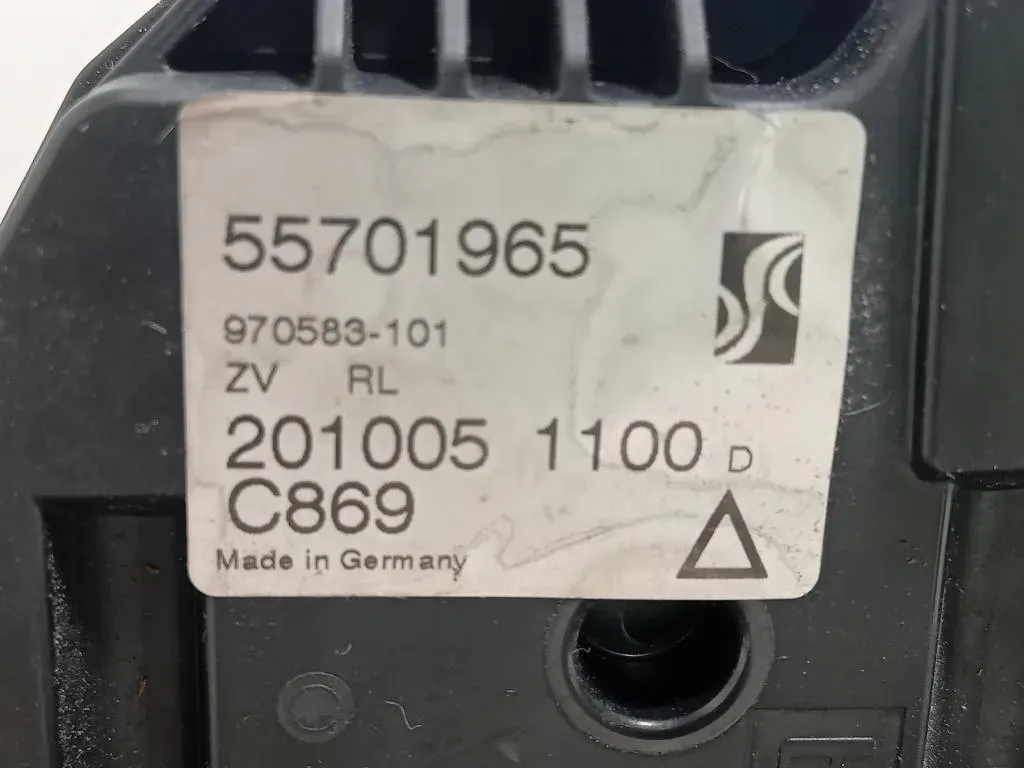 55701965
970583-101
ZV RL
201005 1100 D
C869
Made in Germany